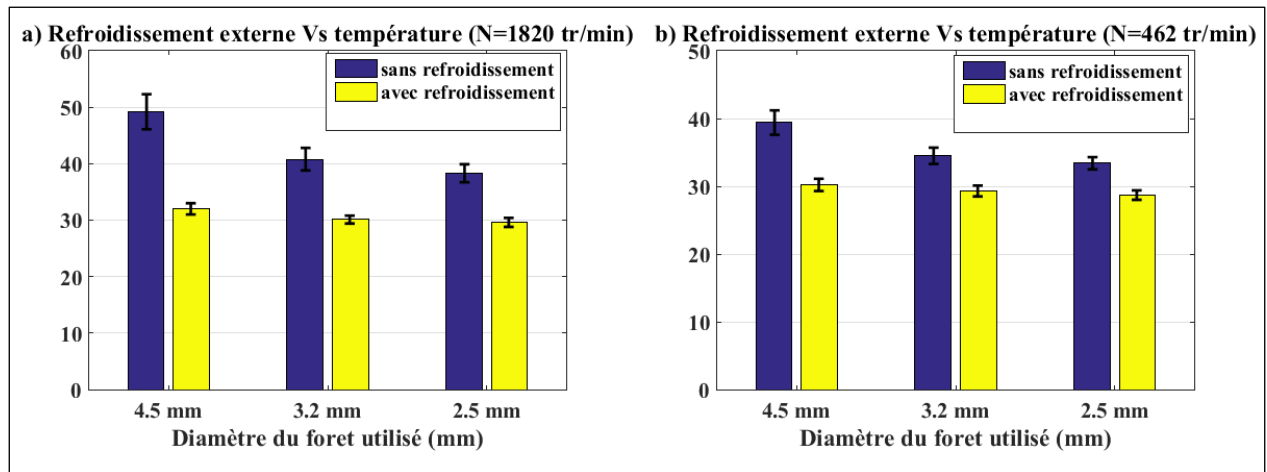 a) Refroidissement externe Vs température (N=1820 tr/min)
60
50
40
30
20
10
0
sans refroidissement
avec refroidissement
4.5 mm
3.2 mm
2.5 mm
Diamètre du foret utilisé (mm)
b) Refroidissement externe Vs température (N=462 tr/min)
50
40
30
20
10
0
sans refroidissement
avec refroidissement
4.5 mm
3.2 mm
2.5 mm
Diamètre du foret utilisé (mm)